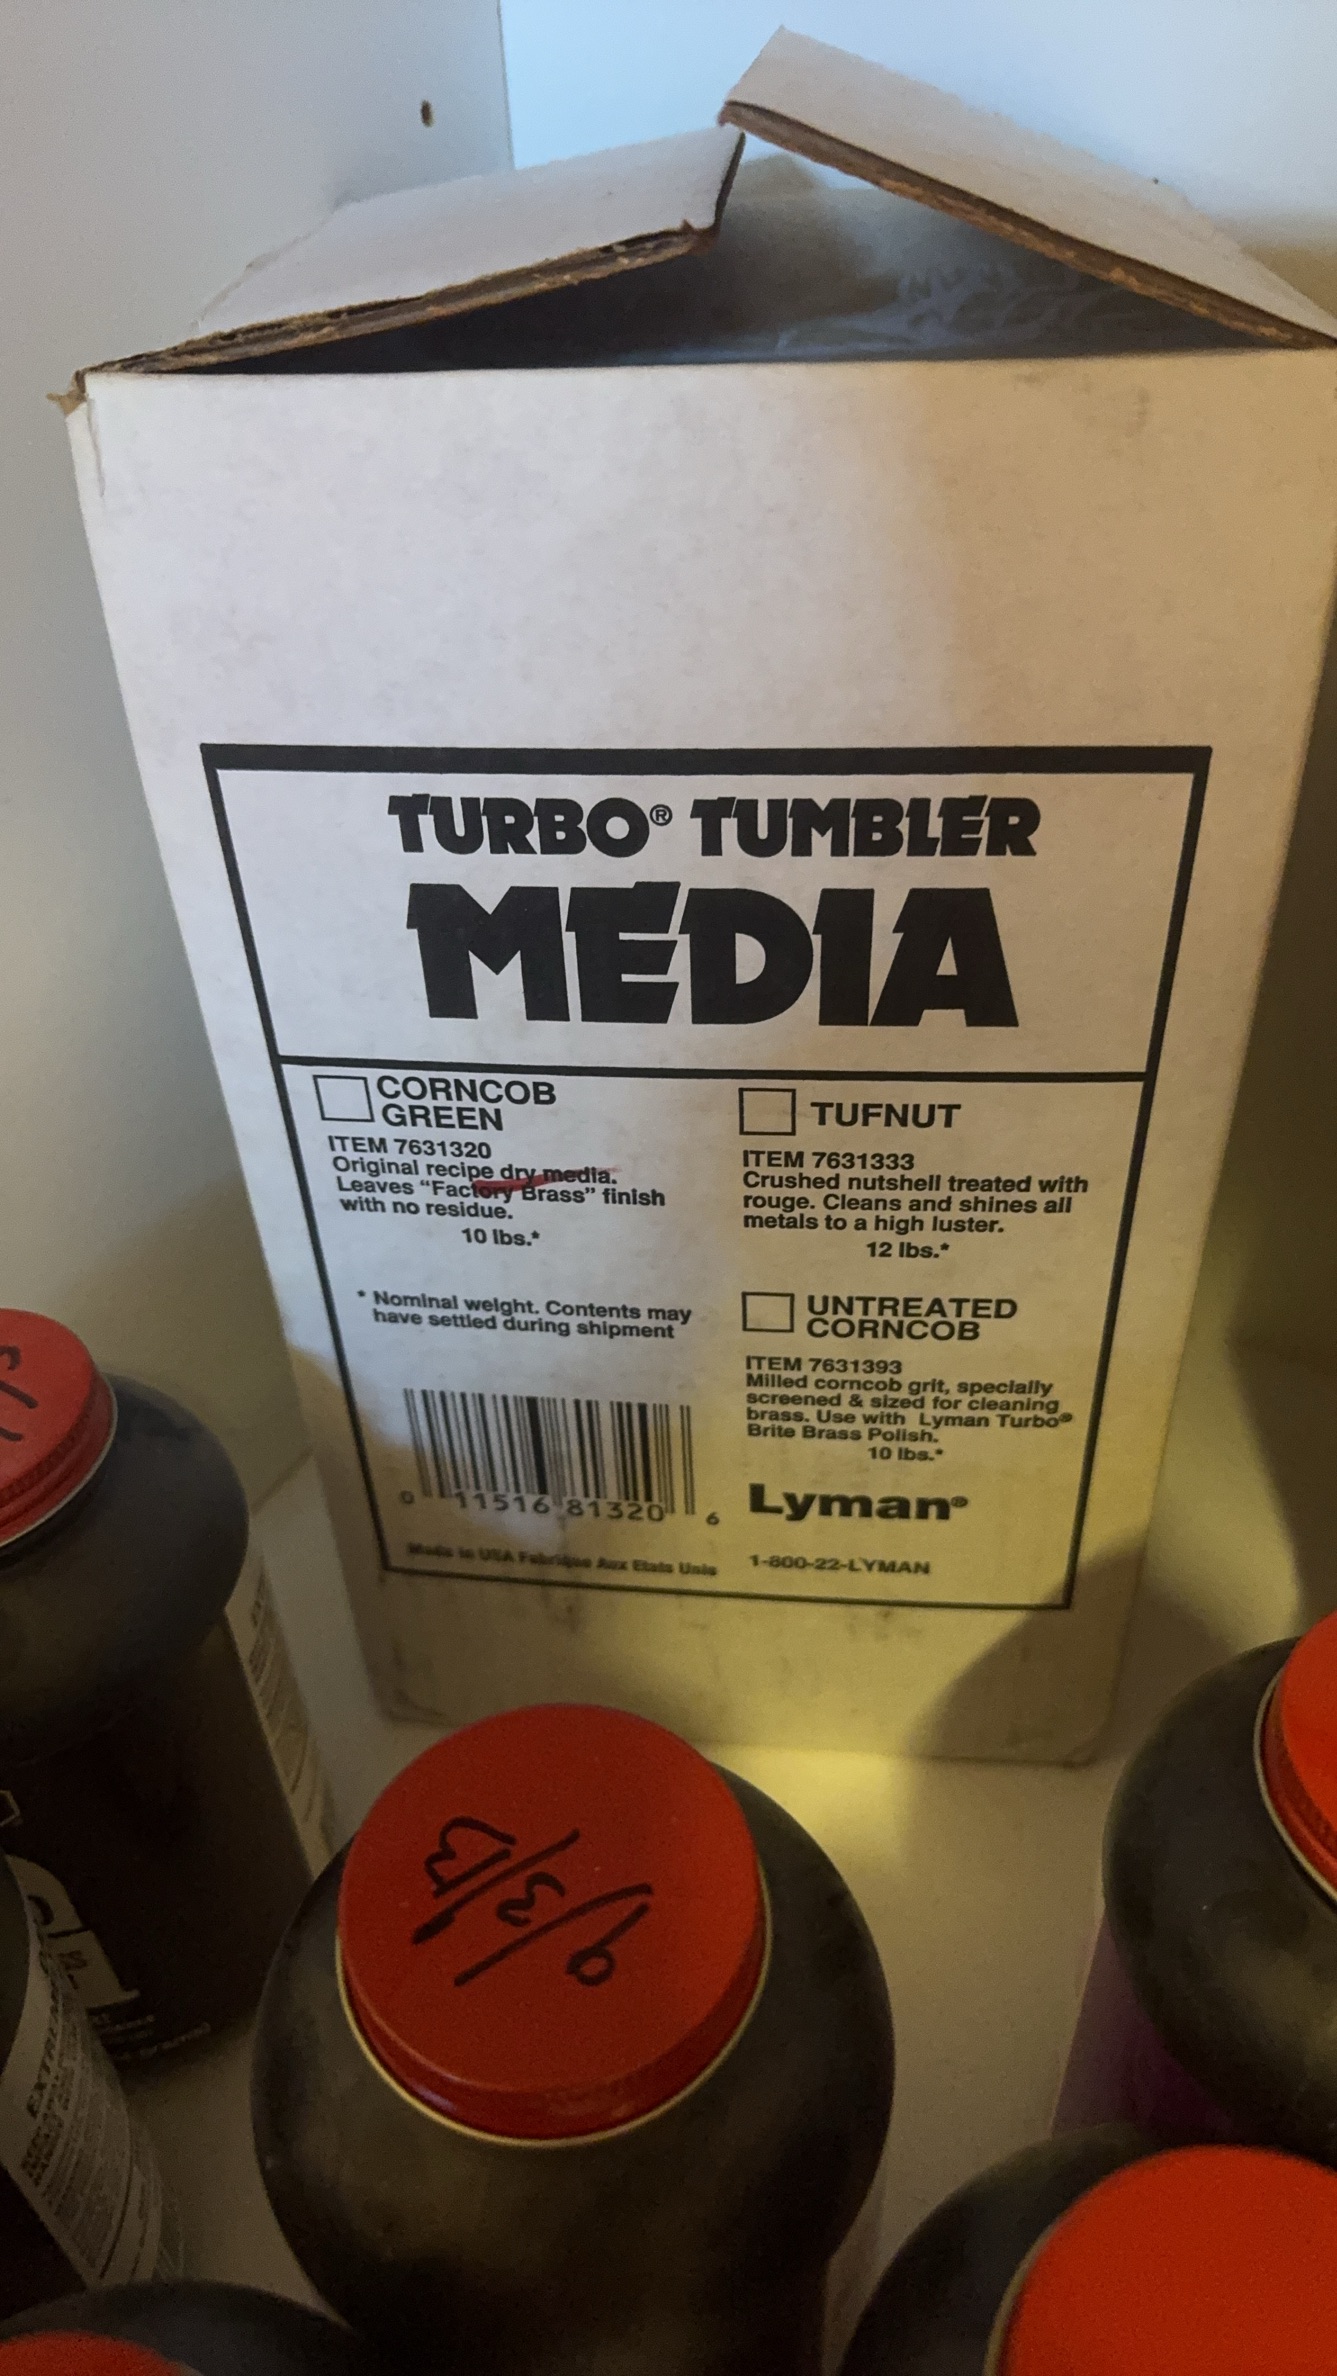 TURBO® TUMBLER
MEDIA
CORNCOB
GREEN
ITEM 7631320
Original recipe dry media.
Leaves “Factory Brass” finish
with no residue.
10 lbs.*
* Nominal weight. Contents may
have settled during shipment
0 11516 81320 6
Made in USA Fabrique Aux Etats Unis
TUFNUT
ITEM 7631333
Crushed nutshell treated with
rouge. Cleans and shines all
metals to a high luster.
12 lbs.*
UNTREATED
CORNCOB
ITEM 7631393
Milled corncob grit, specially
screened & sized for cleaning
brass. Use with Lyman Turbo®
Brite Brass Polish.
10 lbs.*
Lyman®
1-800-22-LYMAN
9/3/13